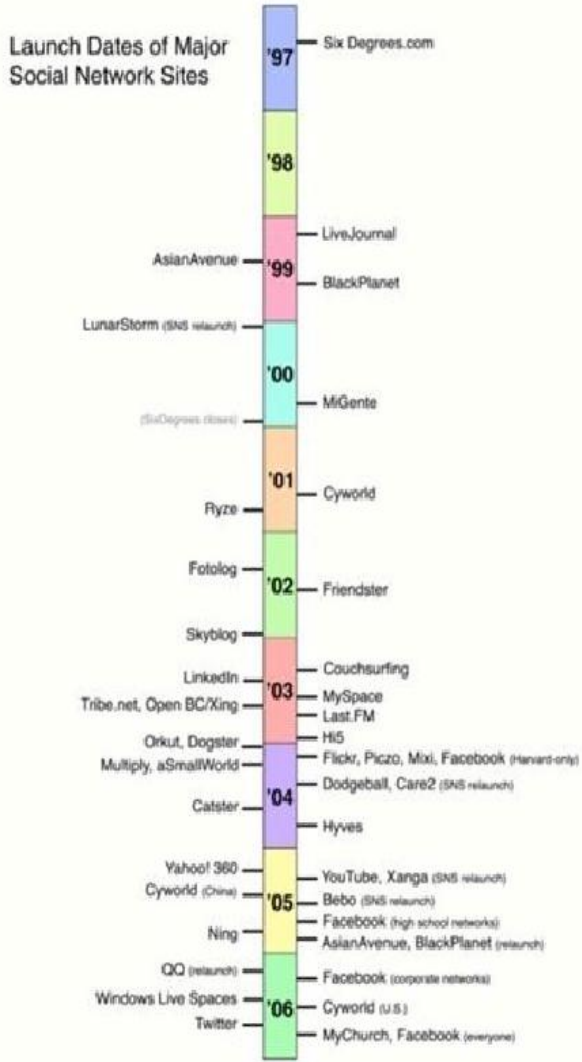 Launch Dates of Major
Social Network Sites
'97
Six Degrees.com
'98
LiveJournal
AsianAvenue
'99
BlackPlanet
LunarStorm (SNS relaunch)
'00
MiGente
(SixDegrees closes)
'01
Cyworld
Ryze
Fotolog
'02
Friendster
Skyblog
Couchsurfing
LinkedIn
'03
MySpace
Tribe.net, Open BC/Xing
Last.FM
Hi5
Orkut, Dogster
Flickr, Piczo, Mixi, Facebook (Harvard-only)
Multiply, aSmallWorld
Dodgeball, Care2 (SNS relaunch)
'04
Catster
Hyves
Yahoo! 360
YouTube, Xanga (SNS relaunch)
Cyworld (China)
'05
Bebo (SNS relaunch)
Facebook (high school networks)
Ning
AsianAvenue, BlackPlanet (relaunch)
QQ (relaunch)
Facebook (corporate networks)
Windows Live Spaces
'06
Cyworld (U.S.)
Twitter
MyChurch, Facebook (everyone)